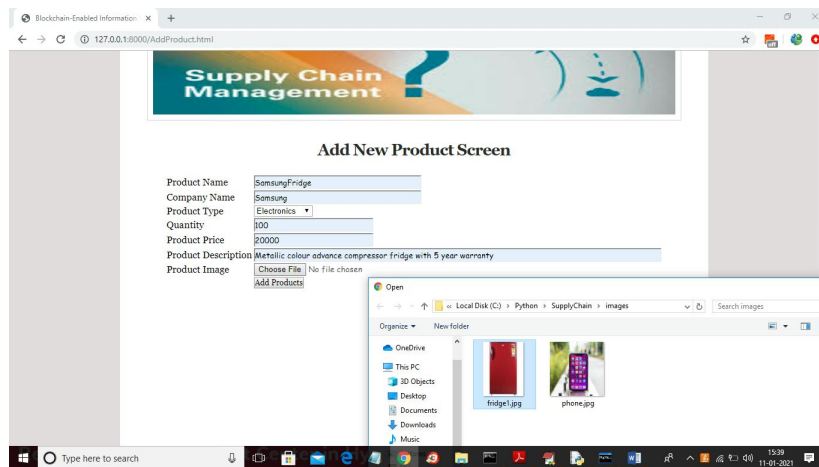 Blockchain-Enabled Information
127.0.0.1:8000/AddProduct.html
Supply Chain
Management
Add New Product Screen
Product Name SamsungFridge
Company Name Samsung
Product Type Electronics
Quantity 100
Product Price 20000
Product Description Metallic colour advance compressor fridge with 5 year warranty
Product Image Choose File No file chosen
Add Products
Open
« Local Disk (C:) > Python > SupplyChain > images
Search images
Organize New folder
OneDrive
This PC
3D Objects
Desktop
Documents
Downloads
Music
fridge1.jpg phone.jpg
Type here to search
15:39
11-01-2021